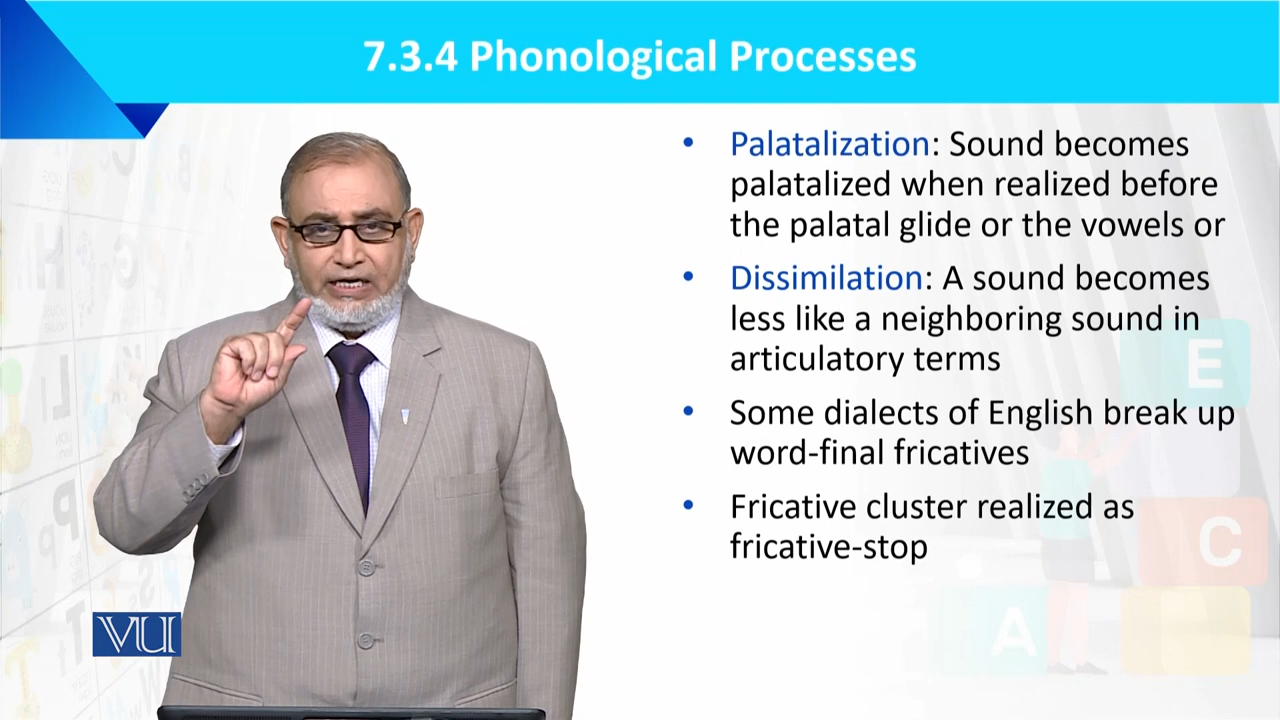 7.3.4 Phonological Processes
• Palatalization: Sound becomes
palatalized when realized before
the palatal glide or the vowels or
• Dissimilation: A sound becomes
less like a neighboring sound in
articulatory terms
• Some dialects of English break up
word-final fricatives
• Fricative cluster realized as
fricative-stop
VU
E
C
A